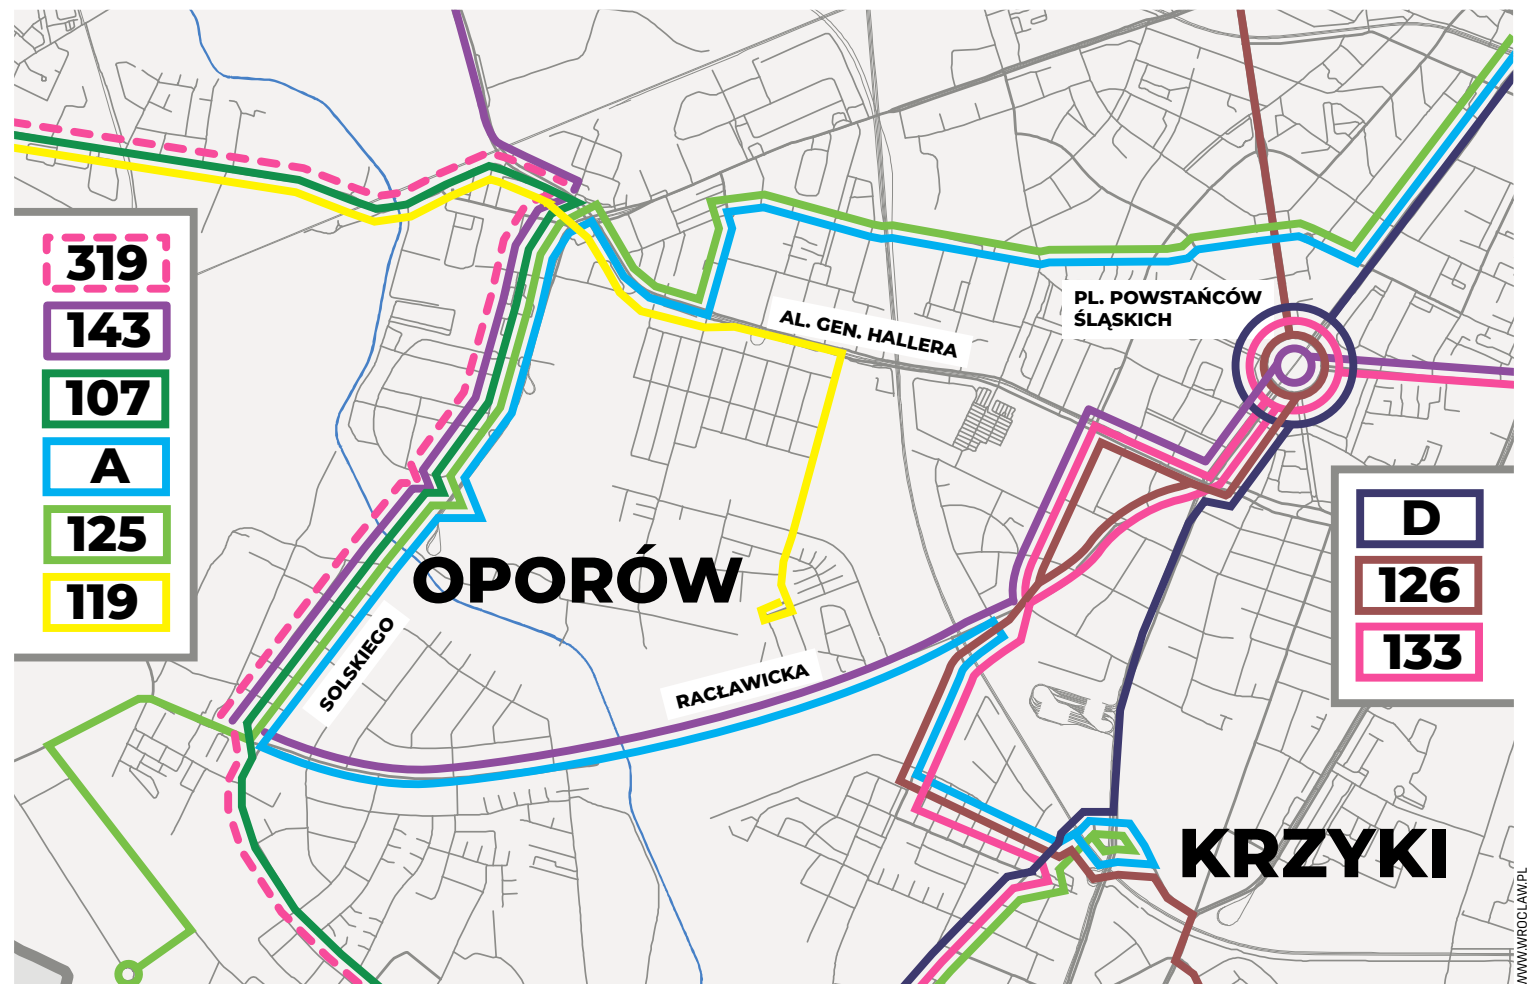 319
143
107
A
125
119
AL. GEN. HALLERA
PL. POWSTAŃCÓW
ŚLĄSKICH
D
126
133
OPORÓW
SOLSKIEGO
RACŁAWICKA
KRZYKI
WWW.WROCLAW.PL